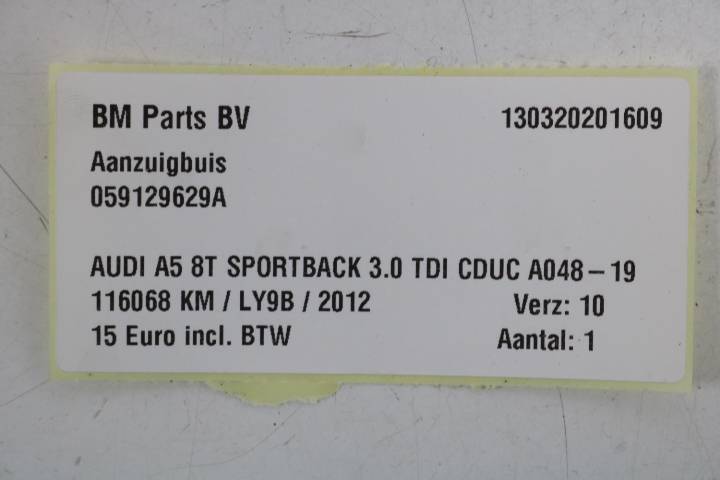 BM Parts BV 130320201609
Aanzuigbuis
059129629A
AUDI A5 8T SPORTBACK 3.0 TDI CDUC A048-19
116068 KM / LY9B / 2012 Verz: 10
15 Euro incl. BTW Aantal: 1